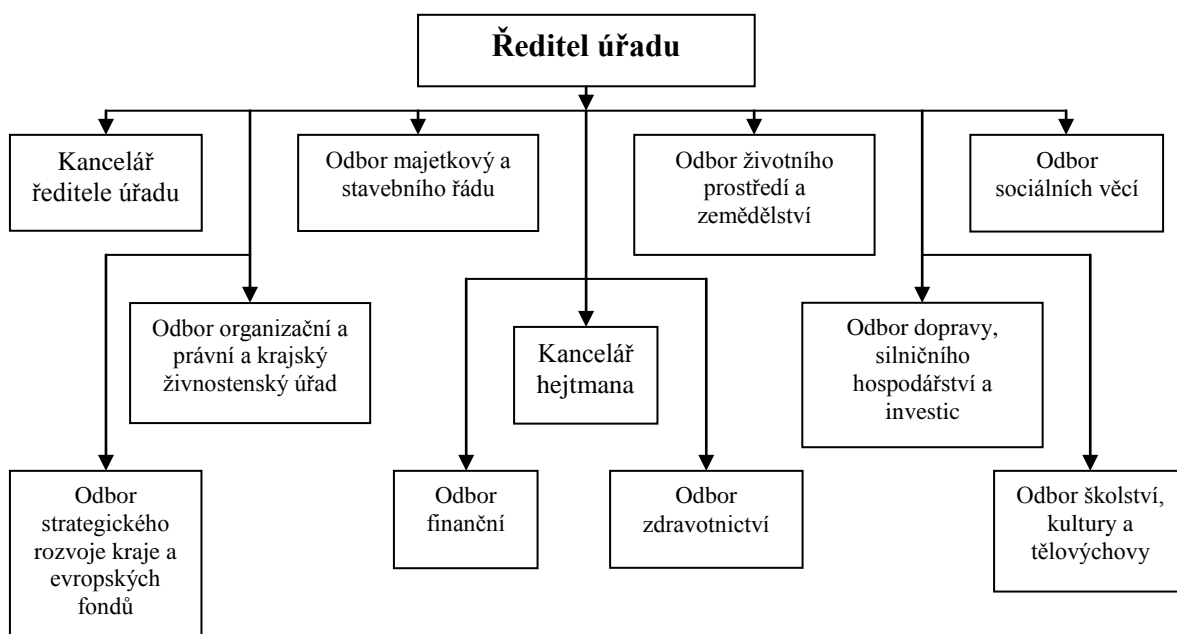 Ředitel úřadu
Kancelář
ředitele úřadu
Odbor majetkový a
stavebního řádu
Odbor životního
prostředí a
zemědělství
Odbor
sociálních věcí
Odbor organizační a
právní a krajský
živnostenský úřad
Kancelář
hejtmana
Odbor dopravy,
silničního
hospodářství a
investic
Odbor
strategického
rozvoje kraje a
evropských
fondů
Odbor
finanční
Odbor
zdravotnictví
Odbor školství,
kultury a
tělovýchovy